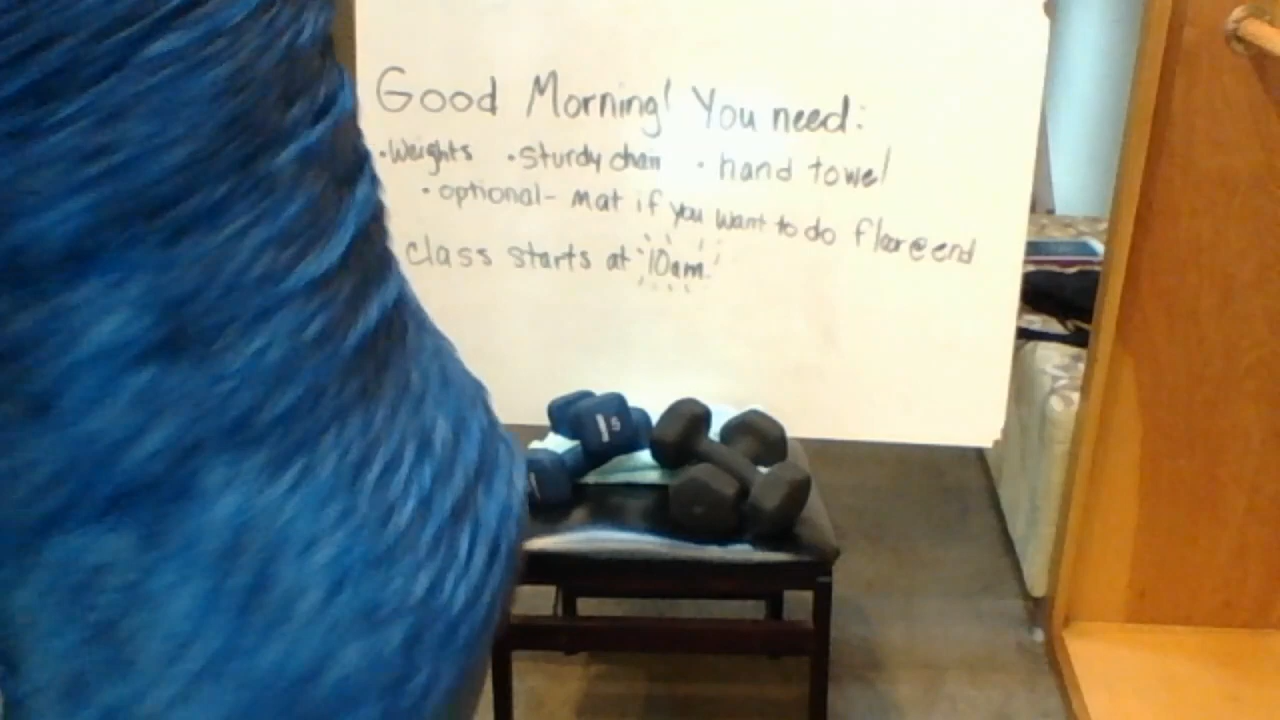 Good Morning! You need:
• Weights • Sturdy chair • hand towel
• optional - mat if you want to do floor @ end
class starts at 10am
5